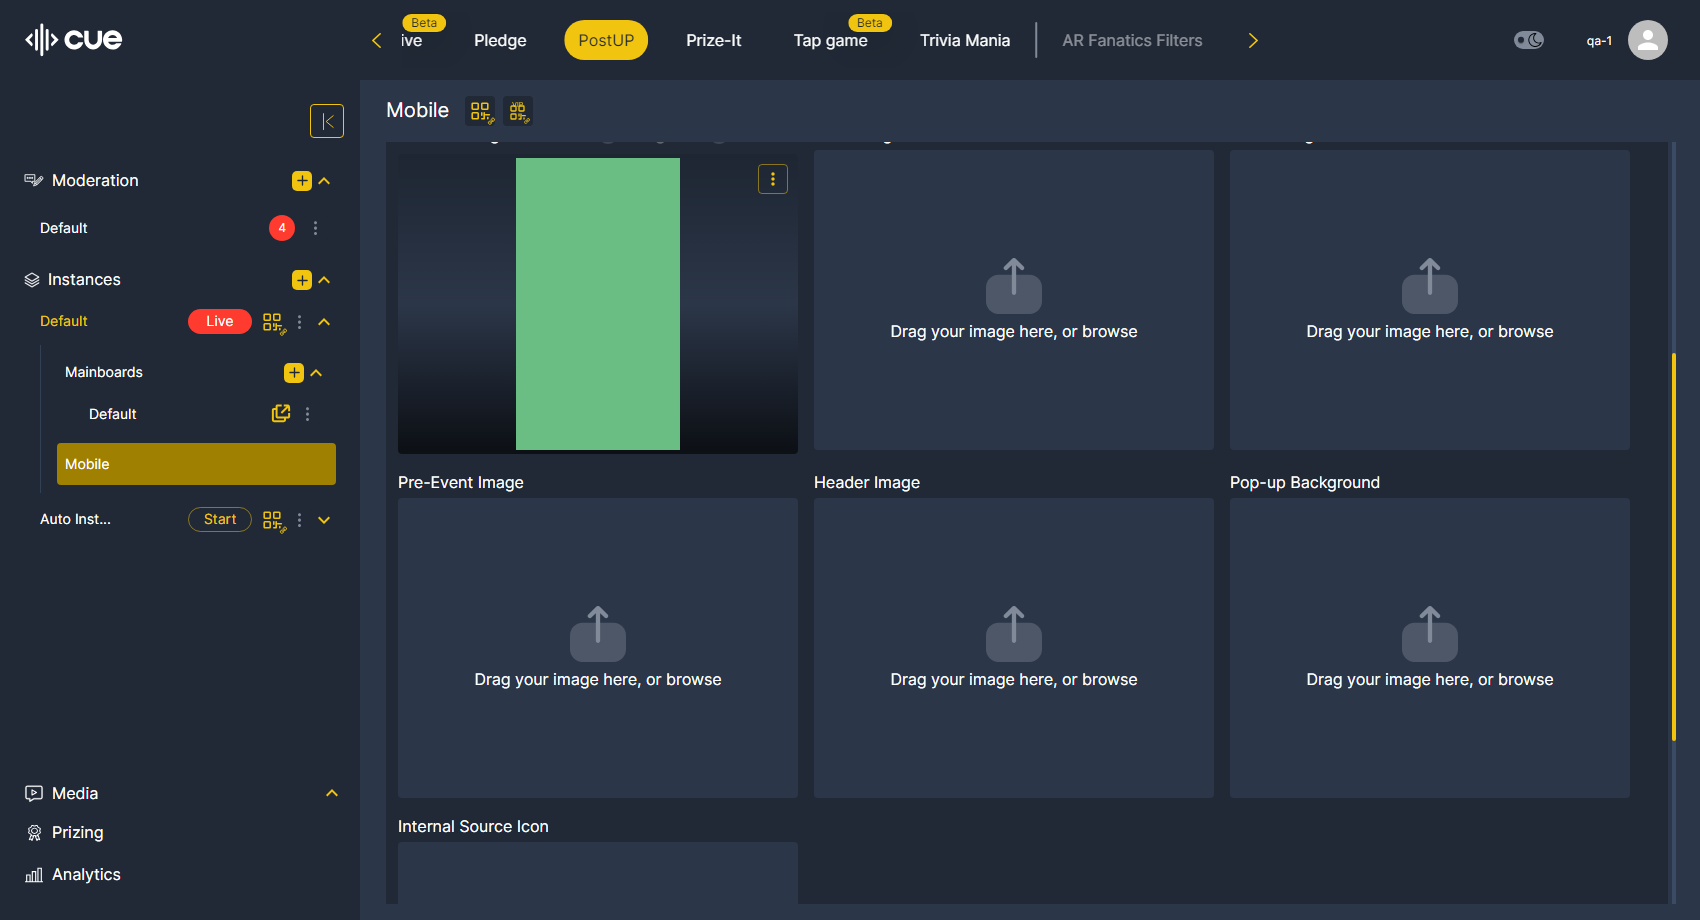 cue
Beta
ive
Pledge
PostUP
Prize-It
Beta
Tap game
Trivia Mania
AR Fanatics Filters
qa-1
Moderation
Default
4
Instances
Default
Live
Mainboards
Default
Mobile
Auto Inst...
Start
Media
Prizing
Analytics
Mobile
Drag your image here, or browse
Drag your image here, or browse
Pre-Event Image
Header Image
Pop-up Background
Drag your image here, or browse
Drag your image here, or browse
Drag your image here, or browse
Internal Source Icon